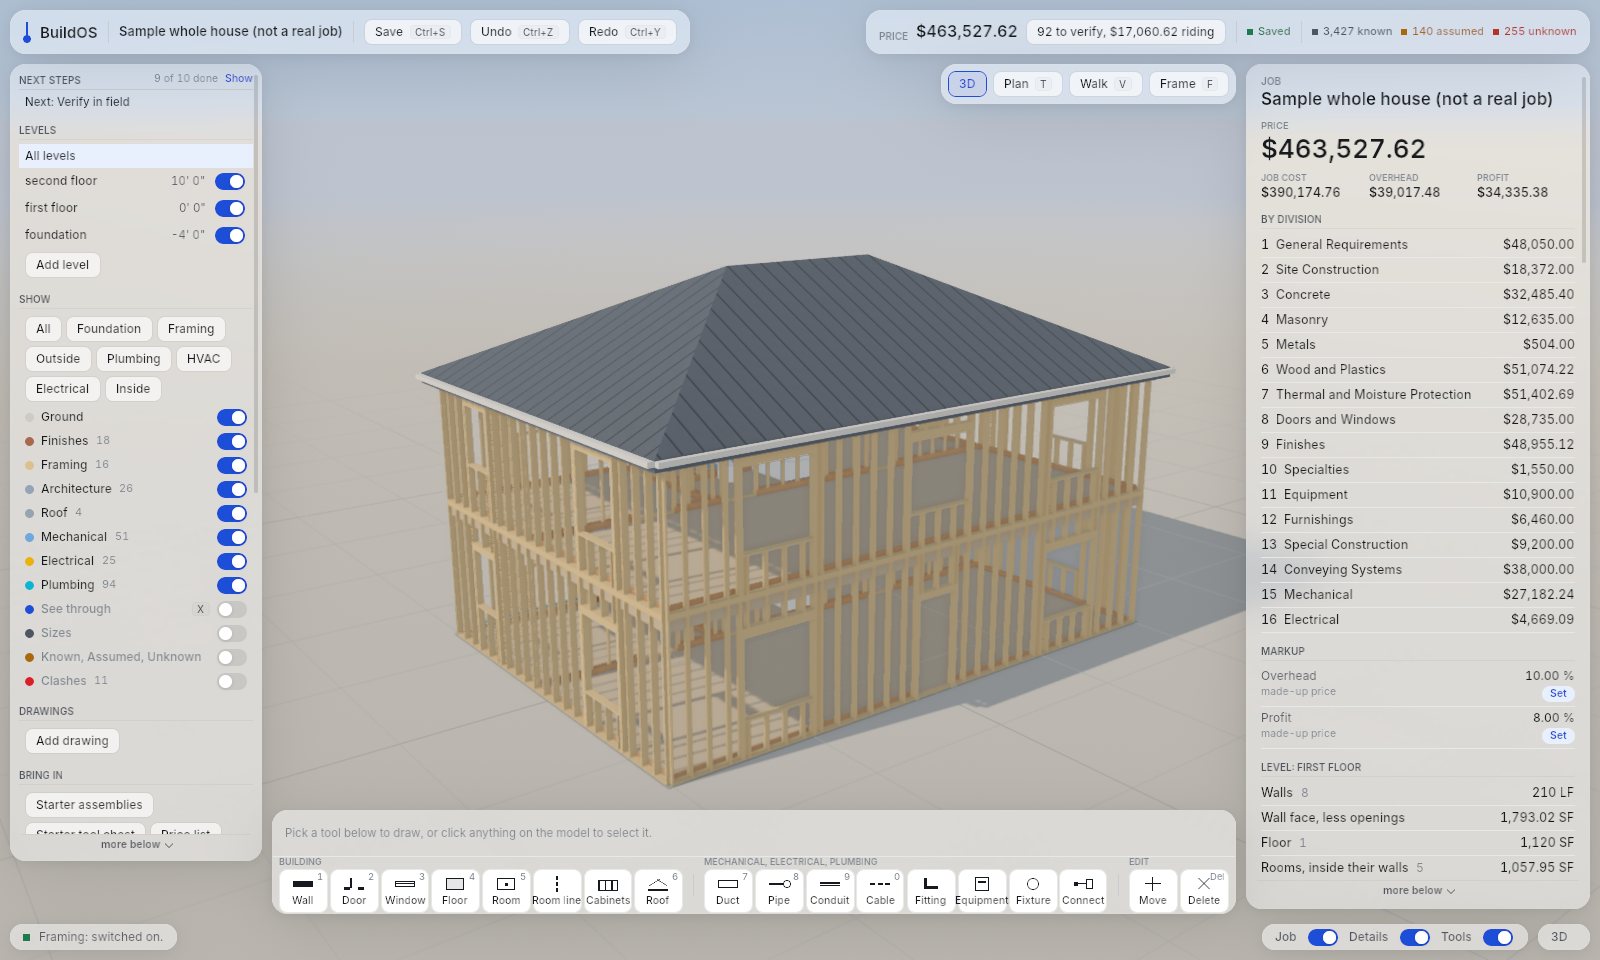 BuildOS
Sample whole house (not a real job)
Save Ctrl+S
Undo Ctrl+Z
Redo Ctrl+Y
PRICE $463,527.62
92 to verify, $17,060.62 riding
Saved
3,427 known
140 assumed
255 unknown
NEXT STEPS 9 of 10 done Show
Next: Verify in field
LEVELS
All levels
second floor 10' 0"
first floor 0' 0"
foundation -4' 0"
Add level
SHOW
All Foundation Framing
Outside Plumbing HVAC
Electrical Inside
Ground
Finishes 18
Framing 16
Architecture 26
Roof 4
Mechanical 51
Electrical 25
Plumbing 94
See through X
Sizes
Known, Assumed, Unknown
Clashes 11
DRAWINGS
Add drawing
BRING IN
Starter assemblies
Starter tool chest Price list
more below
3D
Plan T
Walk V
Frame F
JOB
Sample whole house (not a real job)
PRICE
$463,527.62
JOB COST OVERHEAD PROFIT
$390,174.76 $39,017.48 $34,335.38
BY DIVISION
1 General Requirements $48,050.00
2 Site Construction $18,372.00
3 Concrete $32,485.40
4 Masonry $12,635.00
5 Metals $504.00
6 Wood and Plastics $51,074.22
7 Thermal and Moisture Protection $51,402.69
8 Doors and Windows $28,735.00
9 Finishes $48,955.12
10 Specialties $1,550.00
11 Equipment $10,900.00
12 Furnishings $6,460.00
13 Special Construction $9,200.00
14 Conveying Systems $38,000.00
15 Mechanical $27,182.24
16 Electrical $4,669.09
MARKUP
Overhead 10.00 %
made-up price Set
Profit 8.00 %
made-up price Set
LEVEL: FIRST FLOOR
Walls 8 210 LF
Wall face, less openings 1,793.02 SF
Floor 1 1,120 SF
Rooms, inside their walls 5 1,057.95 SF
more below
Pick a tool below to draw, or click anything on the model to select it.
BUILDING
1 2 3 4 5 6
Wall Door Window Floor Room Room line Cabinets Roof
MECHANICAL, ELECTRICAL, PLUMBING
7 8 9 0
Duct Pipe Conduit Cable Fitting Equipment Fixture Connect
EDIT
Del
Move Delete
Framing: switched on.
Job Details Tools 3D